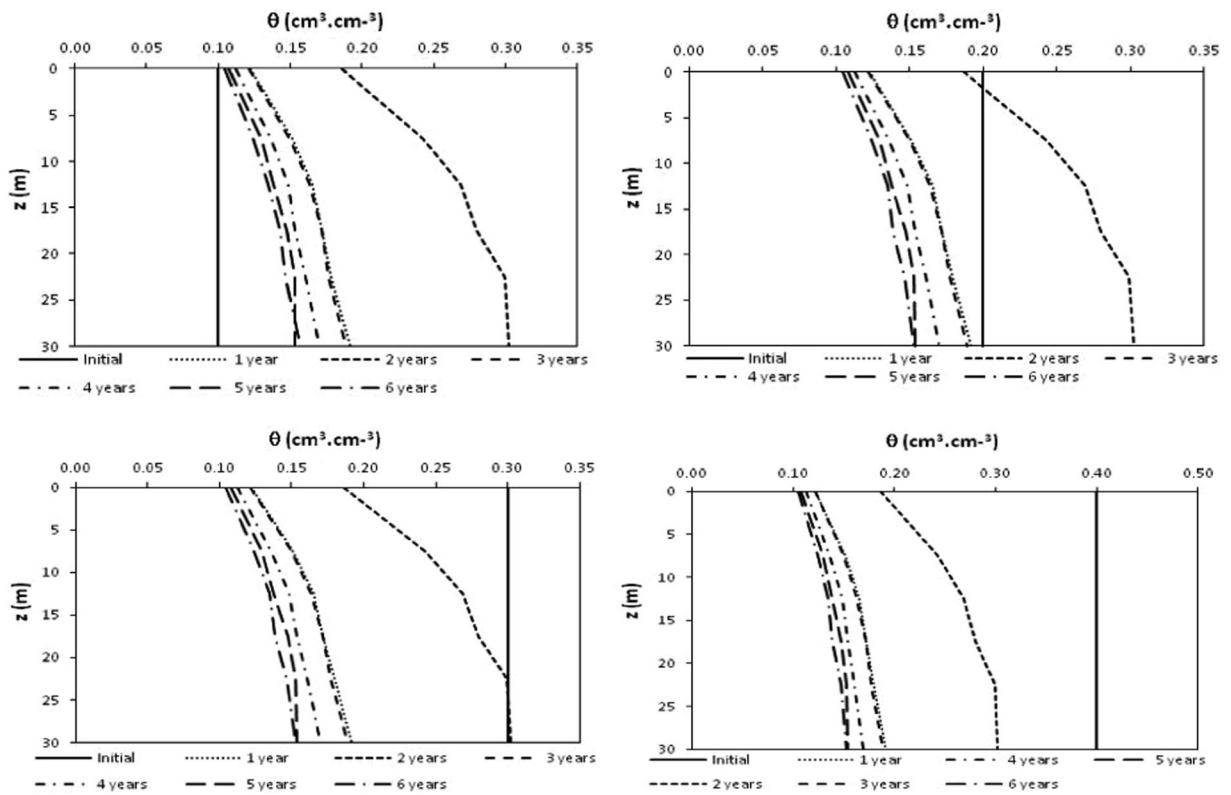 θ (cm³.cm-³)
0.00 0.05 0.10 0.15 0.20 0.25 0.30 0.35
z (m)
0
5
10
15
20
25
30
Initial 1 year 2 years 3 years
4 years 5 years 6 years
θ (cm³.cm-³)
0.00 0.05 0.10 0.15 0.20 0.25 0.30 0.35
z (m)
0
5
10
15
20
25
30
Initial 1 year 2 years 3 years
4 years 5 years 6 years
θ (cm³.cm-³)
0.00 0.05 0.10 0.15 0.20 0.25 0.30 0.35
z (m)
0
5
10
15
20
25
30
Initial 1 year 2 years 3 years
4 years 5 years 6 years
θ (cm³.cm-³)
0.00 0.10 0.20 0.30 0.40 0.50
z (m)
0
5
10
15
20
25
30
Initial 1 year 4 years 5 years
2 years 3 years 6 years